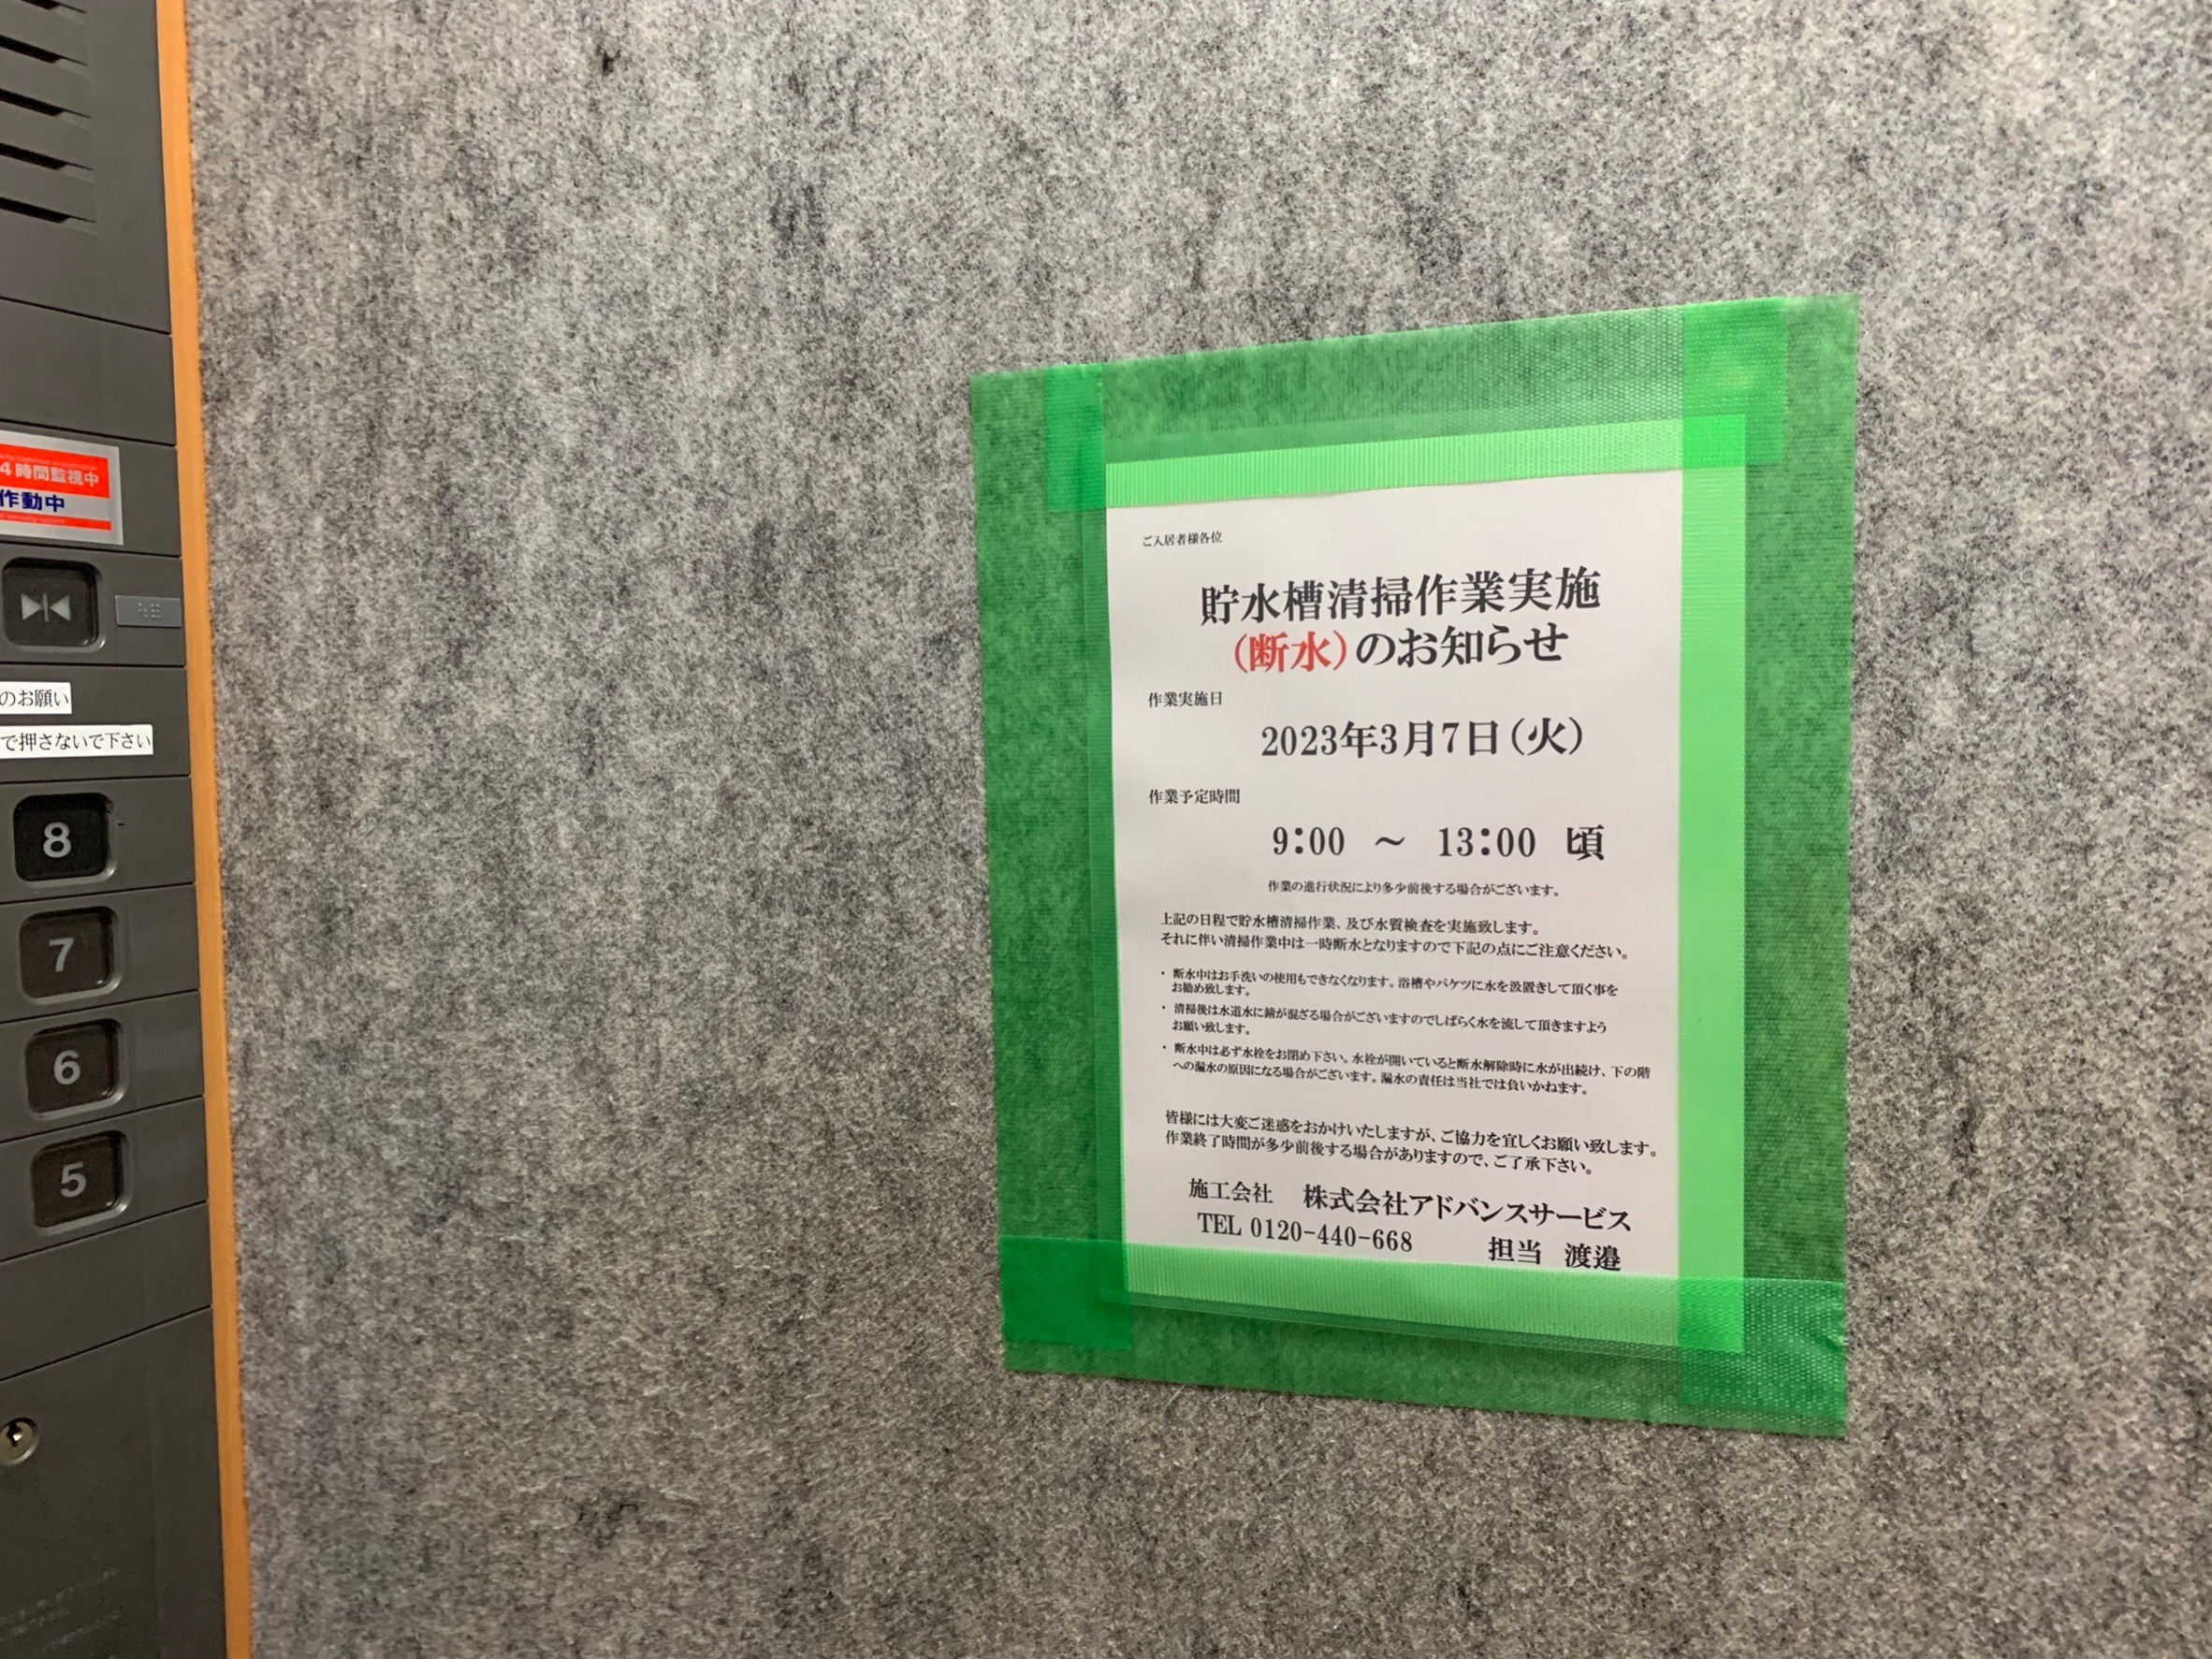 4時間監視中
作動中
のお願い
で押さないで下さい
8
7
6
5
ご入居者様各位
貯水槽清掃作業実施
(断水)のお知らせ
作業実施日
2023年3月7日(火)
作業予定時間
9:00 ～ 13:00 頃
作業の進行状況により多少前後する場合がございます。
上記の日程で貯水槽清掃作業、及び水質検査を実施致します。
それに伴い清掃作業中は一時断水となりますので下記の点にご注意ください。
・ 断水中はお手洗いの使用もできなくなります。浴槽やバケツに水を汲置きして頂く事を
お勧め致します。
・ 清掃後は水道水に錆が混ざる場合がございますのでしばらく水を流して頂きますよう
お願い致します。
・ 断水中は必ず水栓をお閉め下さい。水栓が開いていると断水解除時に水が出続け、下の階
への漏水の原因になる場合がございます。漏水の責任は当社では負いかねます。
皆様には大変ご迷惑をおかけいたしますが、ご協力を宜しくお願い致します。
作業終了時間が多少前後する場合がありますので、ご了承下さい。
施工会社 株式会社アドバンスサービス
TEL 0120-440-668 担当 渡邉